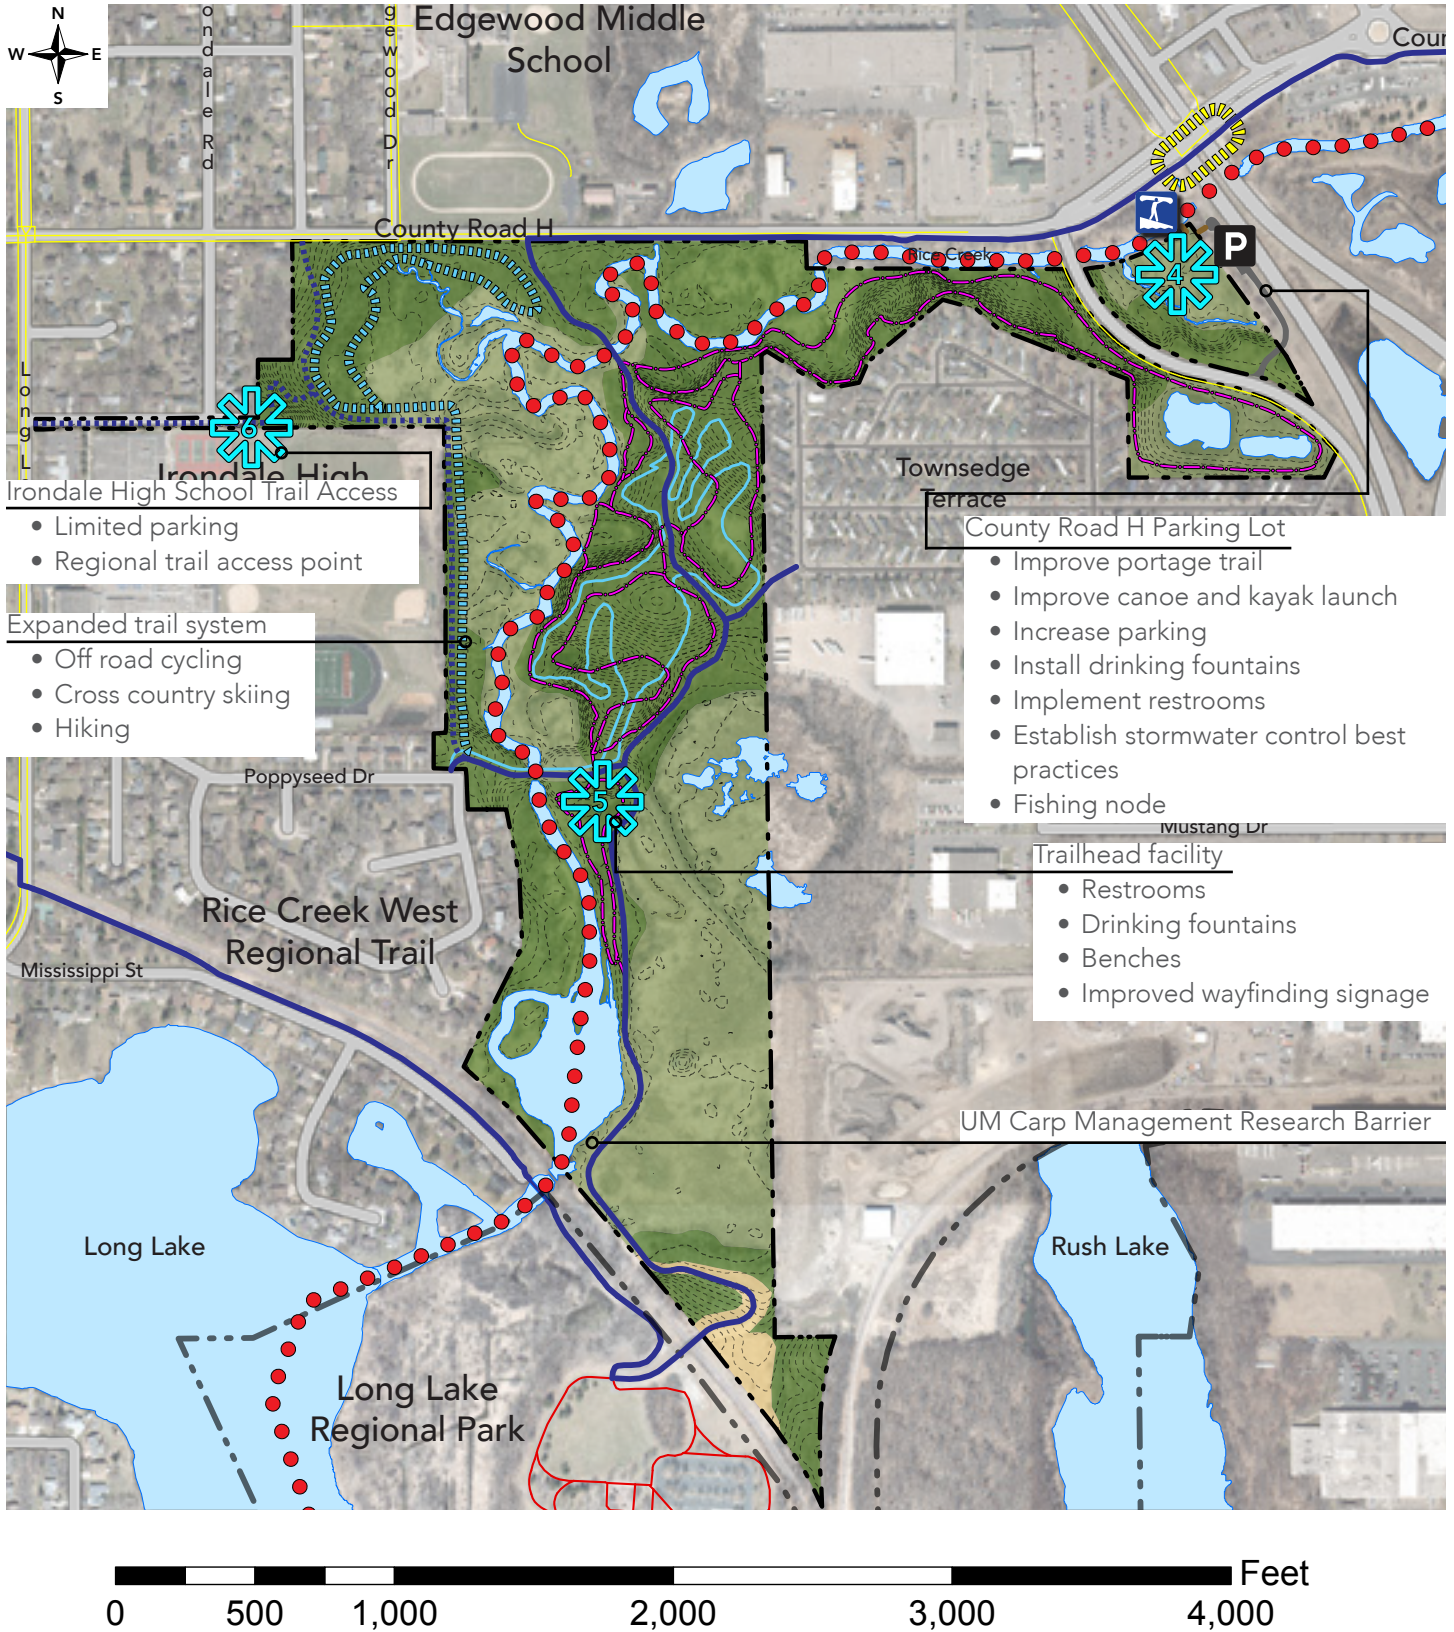 N
W E
S
ondale Rd
gewood Dr
Edgewood Middle
School
Coun
County Road H
Rice Creek
P
4
Long L
6
Irondale High
Irondale High School Trail Access
• Limited parking
• Regional trail access point
Townsedge
Terrace
County Road H Parking Lot
• Improve portage trail
• Improve canoe and kayak launch
• Increase parking
• Install drinking fountains
• Implement restrooms
• Establish stormwater control best
practices
• Fishing node
Expanded trail system
• Off road cycling
• Cross country skiing
• Hiking
Poppyseed Dr
5
Mustang Dr
Trailhead facility
• Restrooms
• Drinking fountains
• Benches
• Improved wayfinding signage
Rice Creek West
Regional Trail
Mississippi St
UM Carp Management Research Barrier
Long Lake
Rush Lake
Long Lake
Regional Park
Feet
0 500 1,000 2,000 3,000 4,000